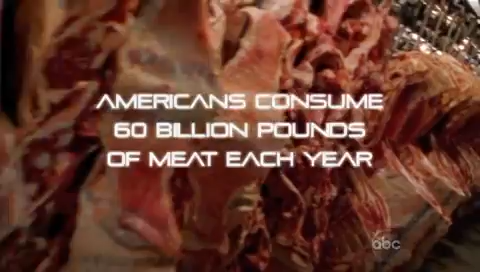 AMERICANS CONSUME
60 BILLION POUNDS
OF MEAT EACH YEAR
abc